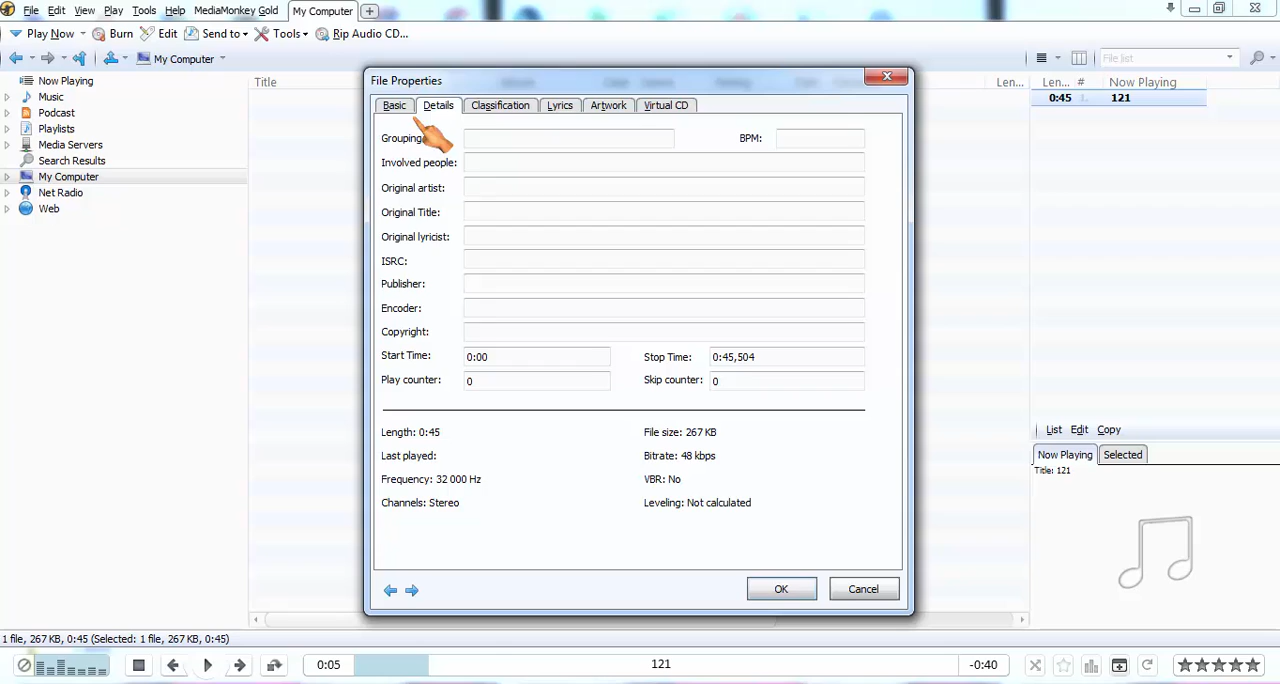 File Edit View Play Tools Help MediaMonkey Gold My Computer +
Play Now Burn Edit Send to Tools Rip Audio CD...
My Computer File list
Now Playing
Music
Podcast
Playlists
Media Servers
Search Results
My Computer
Net Radio
Web
Title Len...
Len... # Now Playing
0:45 1. 121
File Properties
Basic Details Classification Lyrics Artwork Virtual CD
Grouping BPM:
Involved people:
Original artist:
Original Title:
Original lyricist:
ISRC:
Publisher:
Encoder:
Copyright:
Start Time: 0:00 Stop Time: 0:45,504
Play counter: 0 Skip counter: 0
Length: 0:45 File size: 267 KB
Last played: Bitrate: 48 kbps
Frequency: 32 000 Hz VBR: No
Channels: Stereo Leveling: Not calculated
OK Cancel
List Edit Copy
Now Playing Selected
Title: 121
1 file, 267 KB, 0:45 (Selected: 1 file, 267 KB, 0:45)
0:05 121 -0:40